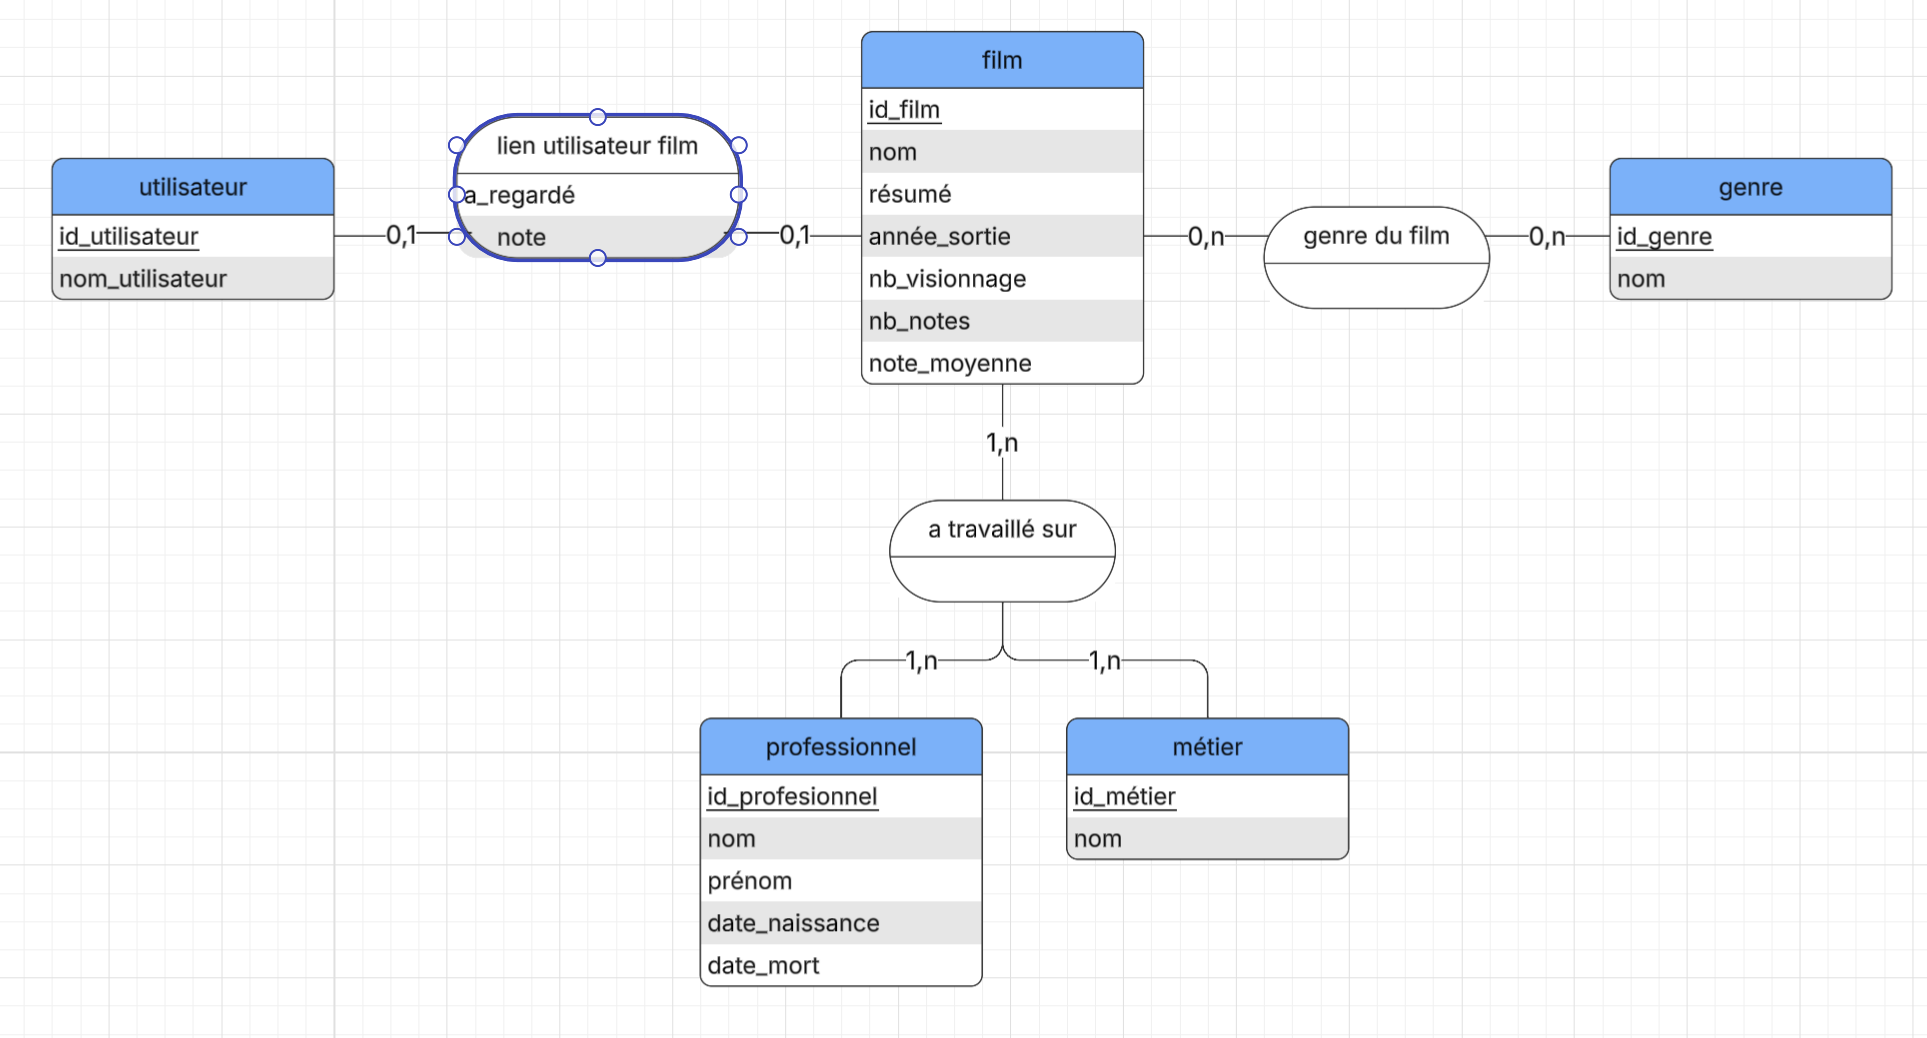 film
id_film
nom
résumé
année_sortie
nb_visionnage
nb_notes
note_moyenne
lien utilisateur film
a_regardé
note
utilisateur
id_utilisateur
nom_utilisateur
0,1
0,1
0,n
genre du film
0,n
genre
id_genre
nom
1,n
a travaillé sur
1,n
1,n
professionnel
id_profesionnel
nom
prénom
date_naissance
date_mort
métier
id_métier
nom